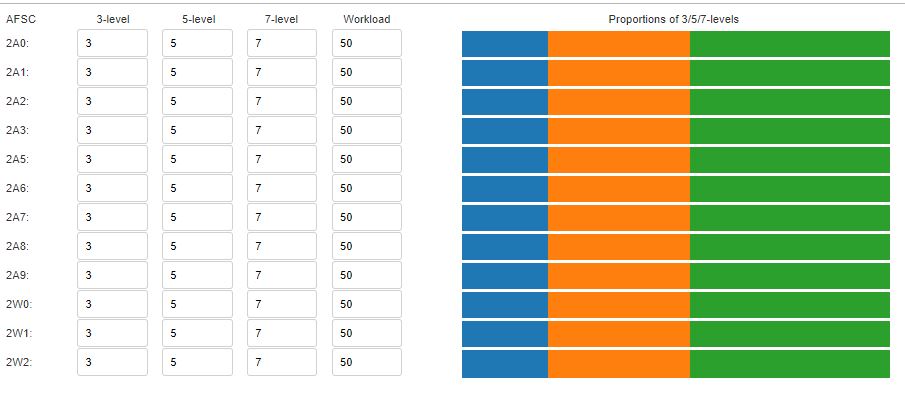 AFSC 3-level 5-level 7-level Workload Proportions of 3/5/7-levels
2A0: 3 5 7 50
2A1: 3 5 7 50
2A2: 3 5 7 50
2A3: 3 5 7 50
2A5: 3 5 7 50
2A6: 3 5 7 50
2A7: 3 5 7 50
2A8: 3 5 7 50
2A9: 3 5 7 50
2W0: 3 5 7 50
2W1: 3 5 7 50
2W2: 3 5 7 50